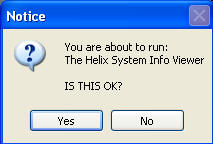 Notice
You are about to run:
The Helix System Info Viewer
IS THIS OK?
Yes
No